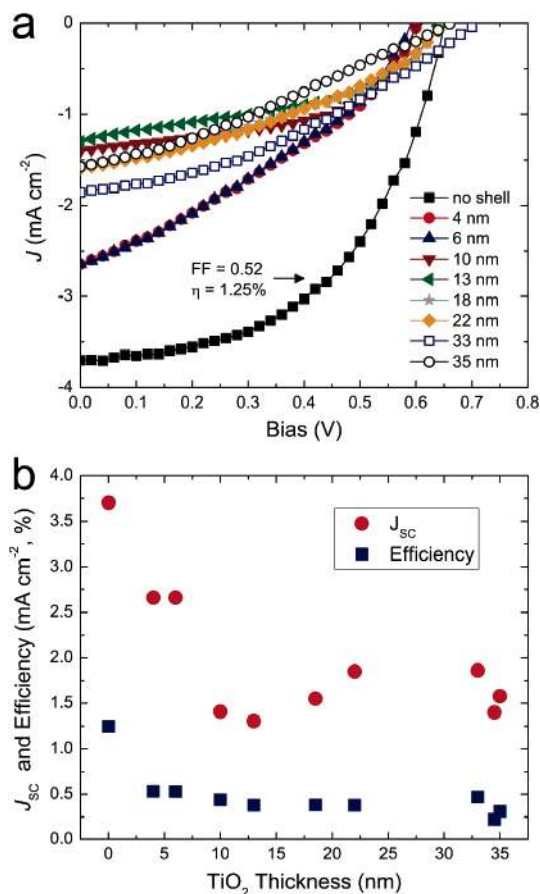 a
0
-1
-2
-3
-4
J (mA cm⁻²)
FF = 0.52
η = 1.25%
no shell
4 nm
6 nm
10 nm
13 nm
18 nm
22 nm
33 nm
35 nm
0.0 0.1 0.2 0.3 0.4 0.5 0.6 0.7 0.8
Bias (V)
b
4.0
3.5
3.0
2.5
2.0
1.5
1.0
0.5
0.0
J_SC and Efficiency (mA cm⁻², %)
J_SC
Efficiency
0 5 10 15 20 25 30 35
TiO₂ Thickness (nm)